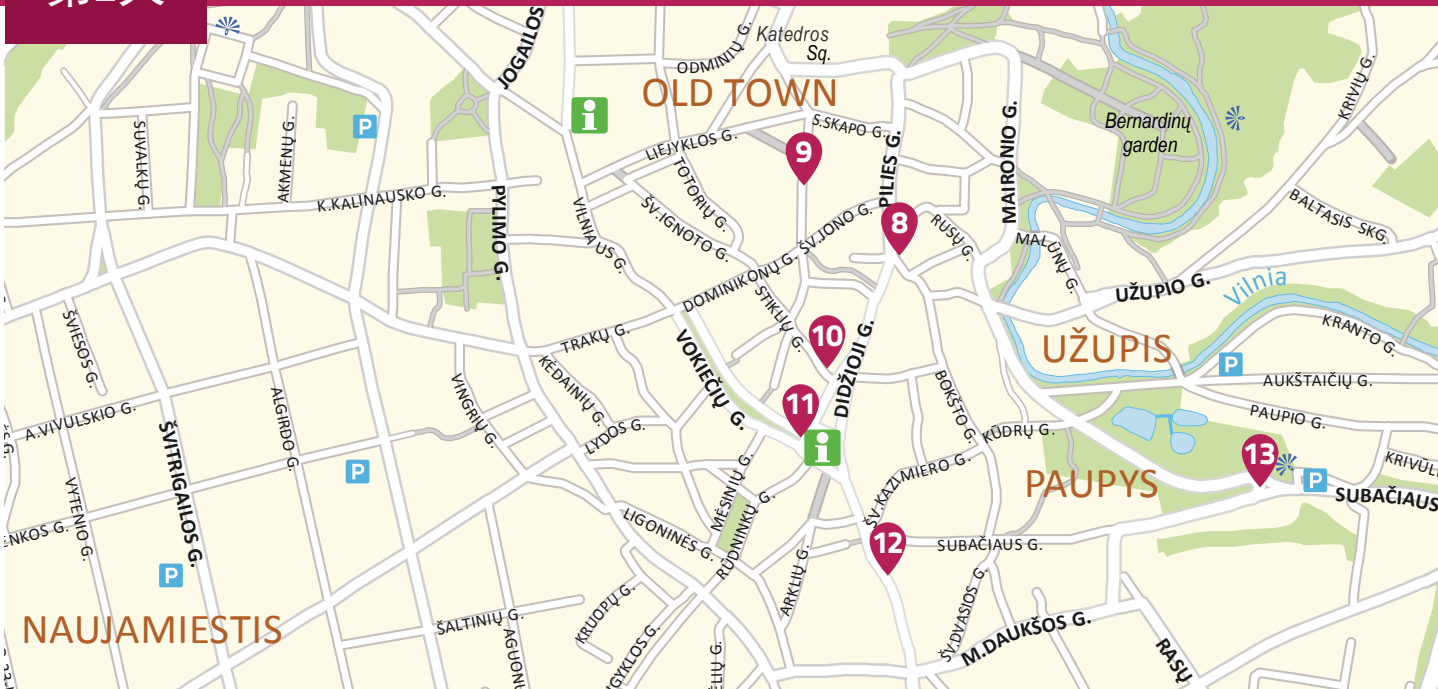 JOGAILOS
Katedros
Sq.
ODMINIŲ G.
OLD TOWN
S.SKAPO G.
LIEJYKLOS G.
PILIES G.
MAIRONIO G.
Bernardinų
garden
KRIVIŲ G.
SUVALKŲ G.
AKMENŲ G.
P
i
9
K.KALINAUSKO G.
PYLIMO G.
TOTORIŲ G.
ŠV.IGNOTO G.
VILNIAUS G.
ŠV.JONO G.
8
RUSŲ G.
BALTASIS SKG.
MALŪNŲ G.
UŽUPIO G.
Vilnia
DOMINIKONŲ G.
STIKLIŲ G.
TRAKŲ G.
ŠVIESOS G.
10
DIDŽIOJI G.
UŽUPIS
KRANTO G.
P
AUKŠTAIČIŲ G.
VOKIEČIŲ G.
KĖDAINIŲ G.
VINGRIŲ G.
ALGIRDO G.
A.VIVULSKIO G.
BOKŠTO G.
PAUPIO G.
11
i
LYDOS G.
KŪDRŲ G.
ŠVITRIGAILOS G.
VYTENIO G.
P
MĖSINIŲ G.
ŠV.KAZIMIERO G.
PAUPYS
13
P
SUBAČIAUS
LIGONINĖS G.
RŪDNINKŲ G.
12
SUBAČIAUS G.
ARKLIŲ G.
P
NAUJAMIESTIS
ŠALTINIŲ G.
KRUOPŲ G.
ŠV.DVASIOS G.
M.DAUKŠOS G.
RASŲ